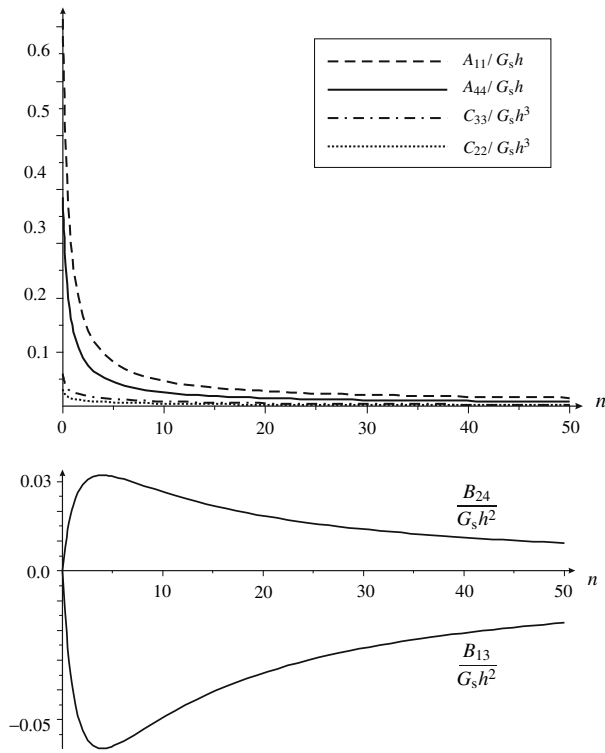 0.6
0.5
0.4
0.3
0.2
0.1
0 10 20 30 40 50 n
A₁₁/ Gₛh
A₄₄/ Gₛh
C₃₃/ Gₛh³
C₂₂/ Gₛh³
0.03
0.0
−0.05
10 20 30 40 50 n
B₂₄
Gₛh²
B₁₃
Gₛh²